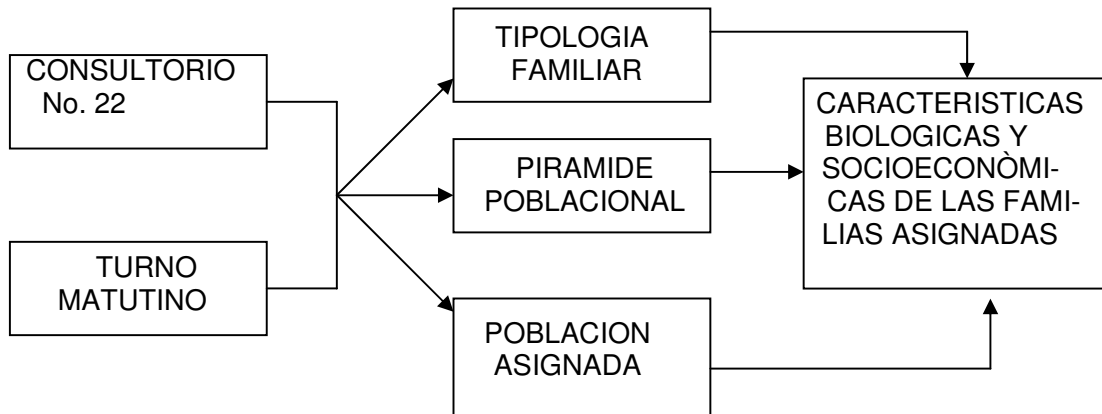 CONSULTORIO
No. 22
TURNO
MATUTINO
TIPOLOGIA
FAMILIAR
PIRAMIDE
POBLACIONAL
POBLACION
ASIGNADA
CARACTERISTICAS
BIOLOGICAS Y
SOCIOECONÒMI-
CAS DE LAS FAMI-
LIAS ASIGNADAS